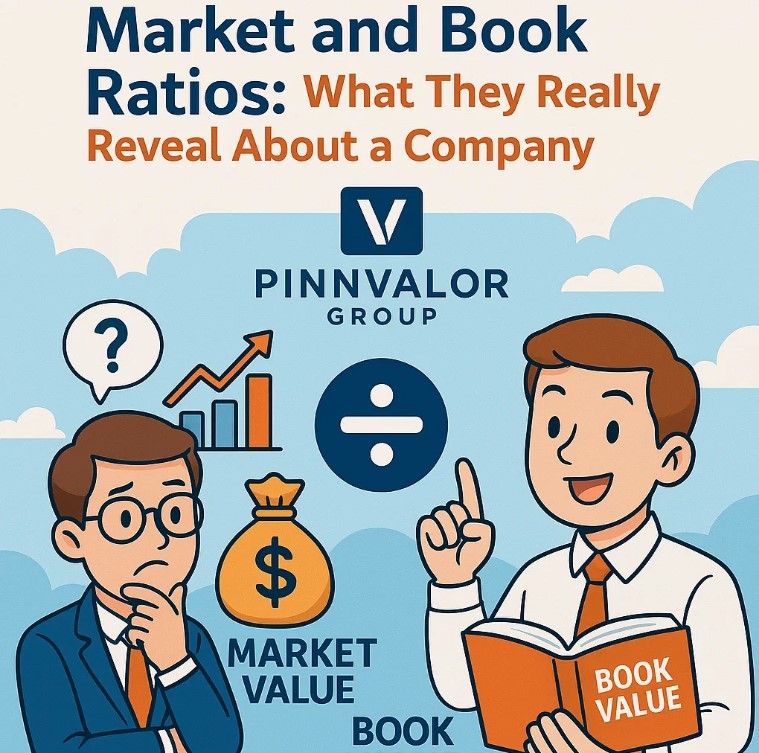 Market and Book
Ratios: What They Really
Reveal About a Company
V
PINNVALOR
GROUP
?
$
MARKET
VALUE
BOOK
BOOK
VALUE